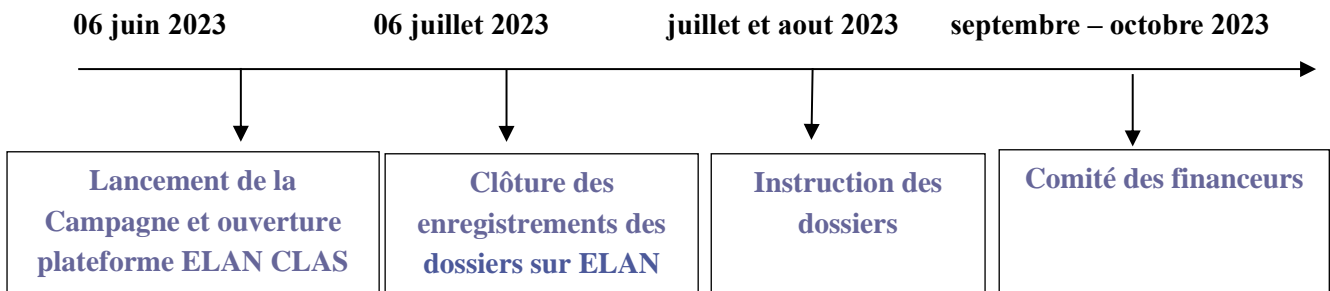 06 juin 2023 06 juillet 2023 juillet et aout 2023 septembre – octobre 2023
Lancement de la
Campagne et ouverture
plateforme ELAN CLAS
Clôture des
enregistrements des
dossiers sur ELAN
Instruction des
dossiers
Comité des financeurs